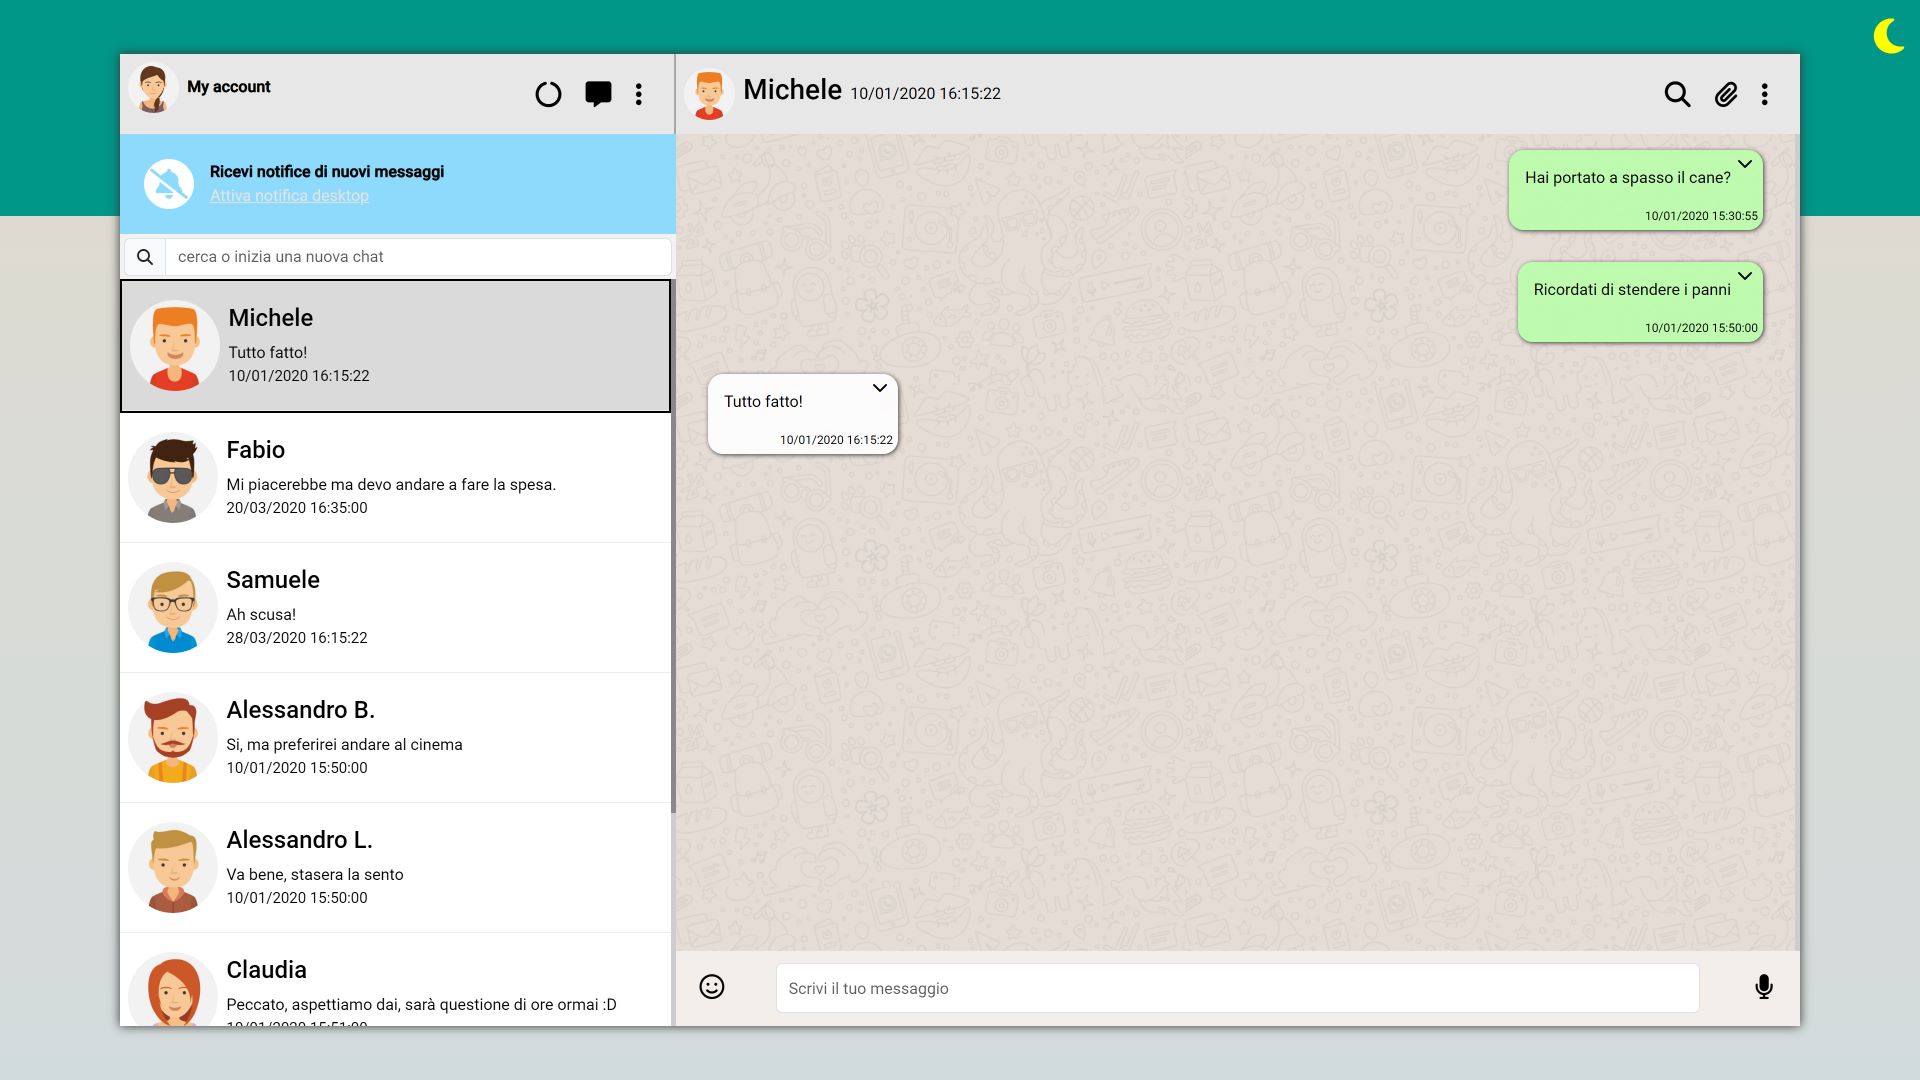 My account
Ricevi notifice di nuovi messaggi
Attiva notifica desktop
cerca o inizia una nuova chat
Michele
Tutto fatto!
10/01/2020 16:15:22
Fabio
Mi piacerebbe ma devo andare a fare la spesa.
20/03/2020 16:35:00
Samuele
Ah scusa!
28/03/2020 16:15:22
Alessandro B.
Si, ma preferirei andare al cinema
10/01/2020 15:50:00
Alessandro L.
Va bene, stasera la sento
10/01/2020 15:50:00
Claudia
Peccato, aspettiamo dai, sarà questione di ore ormai :D
Michele 10/01/2020 16:15:22
Hai portato a spasso il cane?
10/01/2020 15:30:55
Ricordati di stendere i panni
10/01/2020 15:50:00
Tutto fatto!
10/01/2020 16:15:22
Scrivi il tuo messaggio